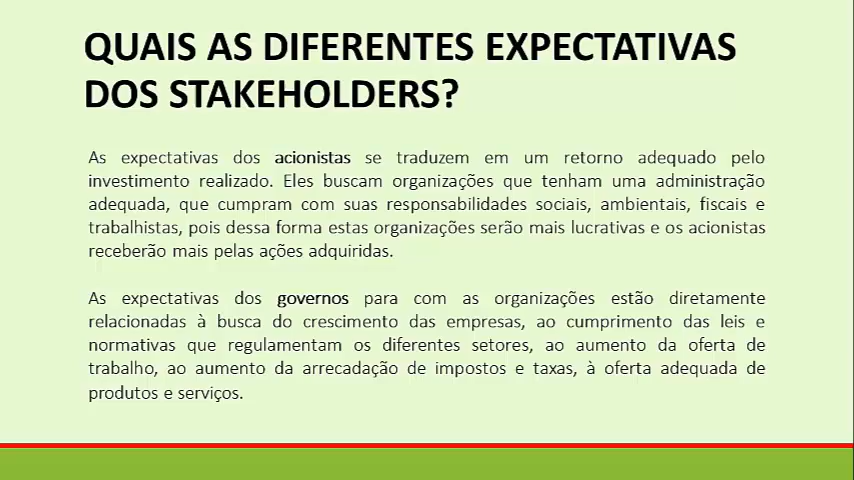 QUAIS AS DIFERENTES EXPECTATIVAS
DOS STAKEHOLDERS?
As expectativas dos acionistas se traduzem em um retorno adequado pelo
investimento realizado. Eles buscam organizações que tenham uma administração
adequada, que cumpram com suas responsabilidades sociais, ambientais, fiscais e
trabalhistas, pois dessa forma estas organizações serão mais lucrativas e os acionistas
receberão mais pelas ações adquiridas.
As expectativas dos governos para com as organizações estão diretamente
relacionadas à busca do crescimento das empresas, ao cumprimento das leis e
normativas que regulamentam os diferentes setores, ao aumento da oferta de
trabalho, ao aumento da arrecadação de impostos e taxas, à oferta adequada de
produtos e serviços.